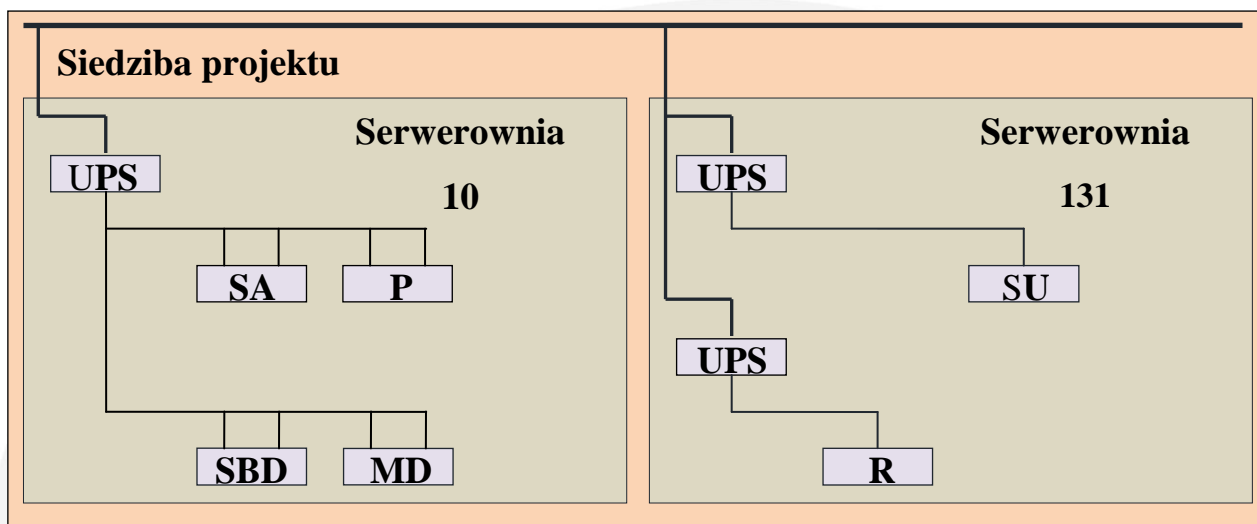 Siedziba projektu
Serwerownia
10
UPS
SA
P
SBD
MD
Serwerownia
131
UPS
SU
UPS
R